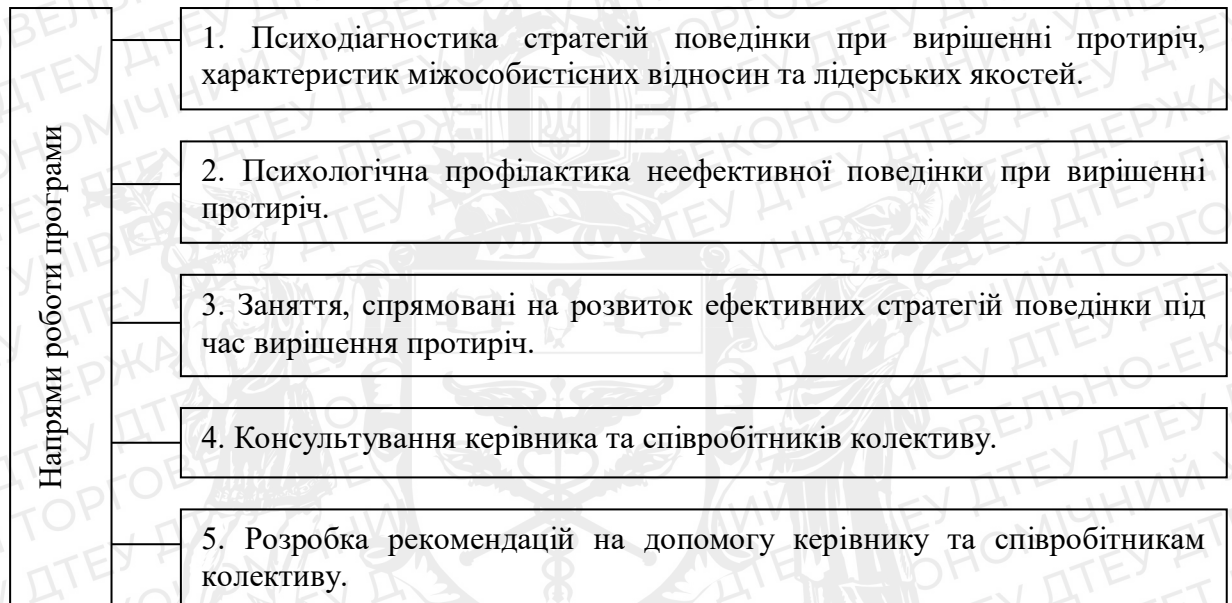 Напрями роботи програми
1. Психодіагностика стратегій поведінки при вирішенні протиріч,
характеристик міжособистісних відносин та лідерських якостей.
2. Психологічна профілактика неефективної поведінки при вирішенні
протиріч.
3. Заняття, спрямовані на розвиток ефективних стратегій поведінки під
час вирішення протиріч.
4. Консультування керівника та співробітників колективу.
5. Розробка рекомендацій на допомогу керівнику та співробітникам
колективу.